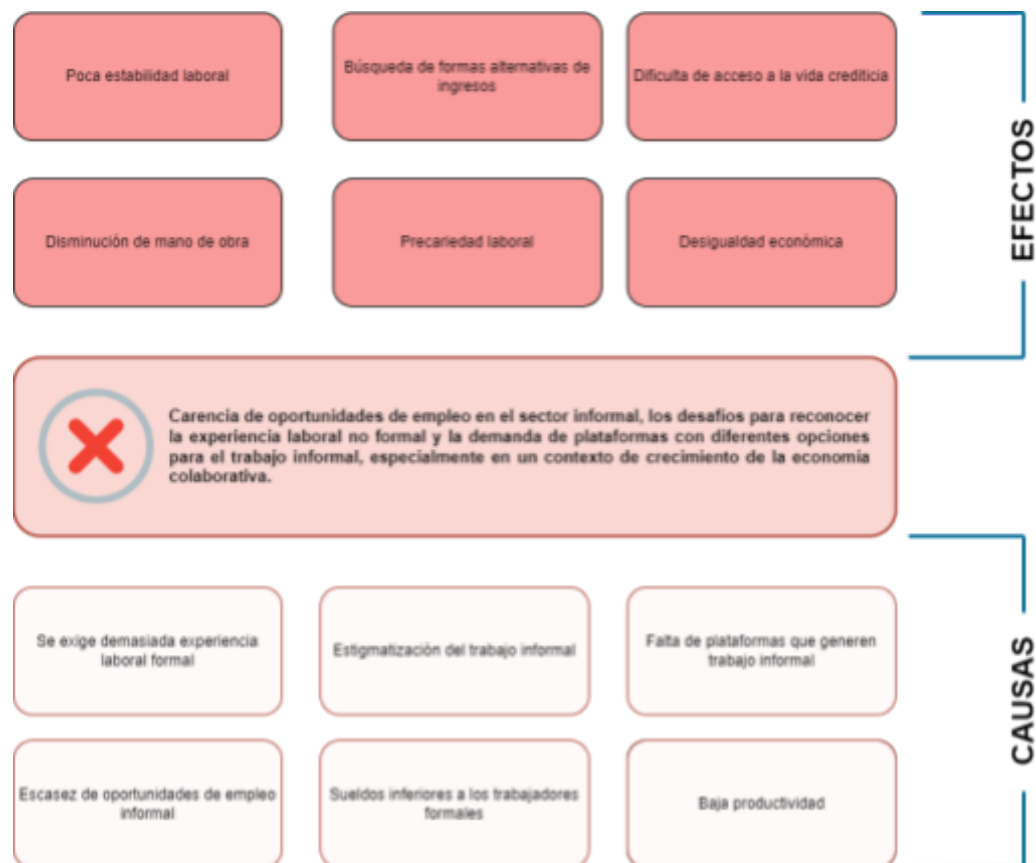 Poca estabilidad laboral
Búsqueda de formas alternativas de
ingresos
Dificulta de acceso a la vida crediticia
Disminución de mano de obra
Precariedad laboral
Desigualdad económica
EFECTOS
Carencia de oportunidades de empleo en el sector informal, los desafíos para reconocer
la experiencia laboral no formal y la demanda de plataformas con diferentes opciones
para el trabajo informal, especialmente en un contexto de crecimiento de la economía
colaborativa.
Se exige demasiada experiencia
laboral formal
Estigmatización del trabajo informal
Falta de plataformas que generen
trabajo informal
Escasez de oportunidades de empleo
informal
Sueldos inferiores a los trabajadores
formales
Baja productividad
CAUSAS